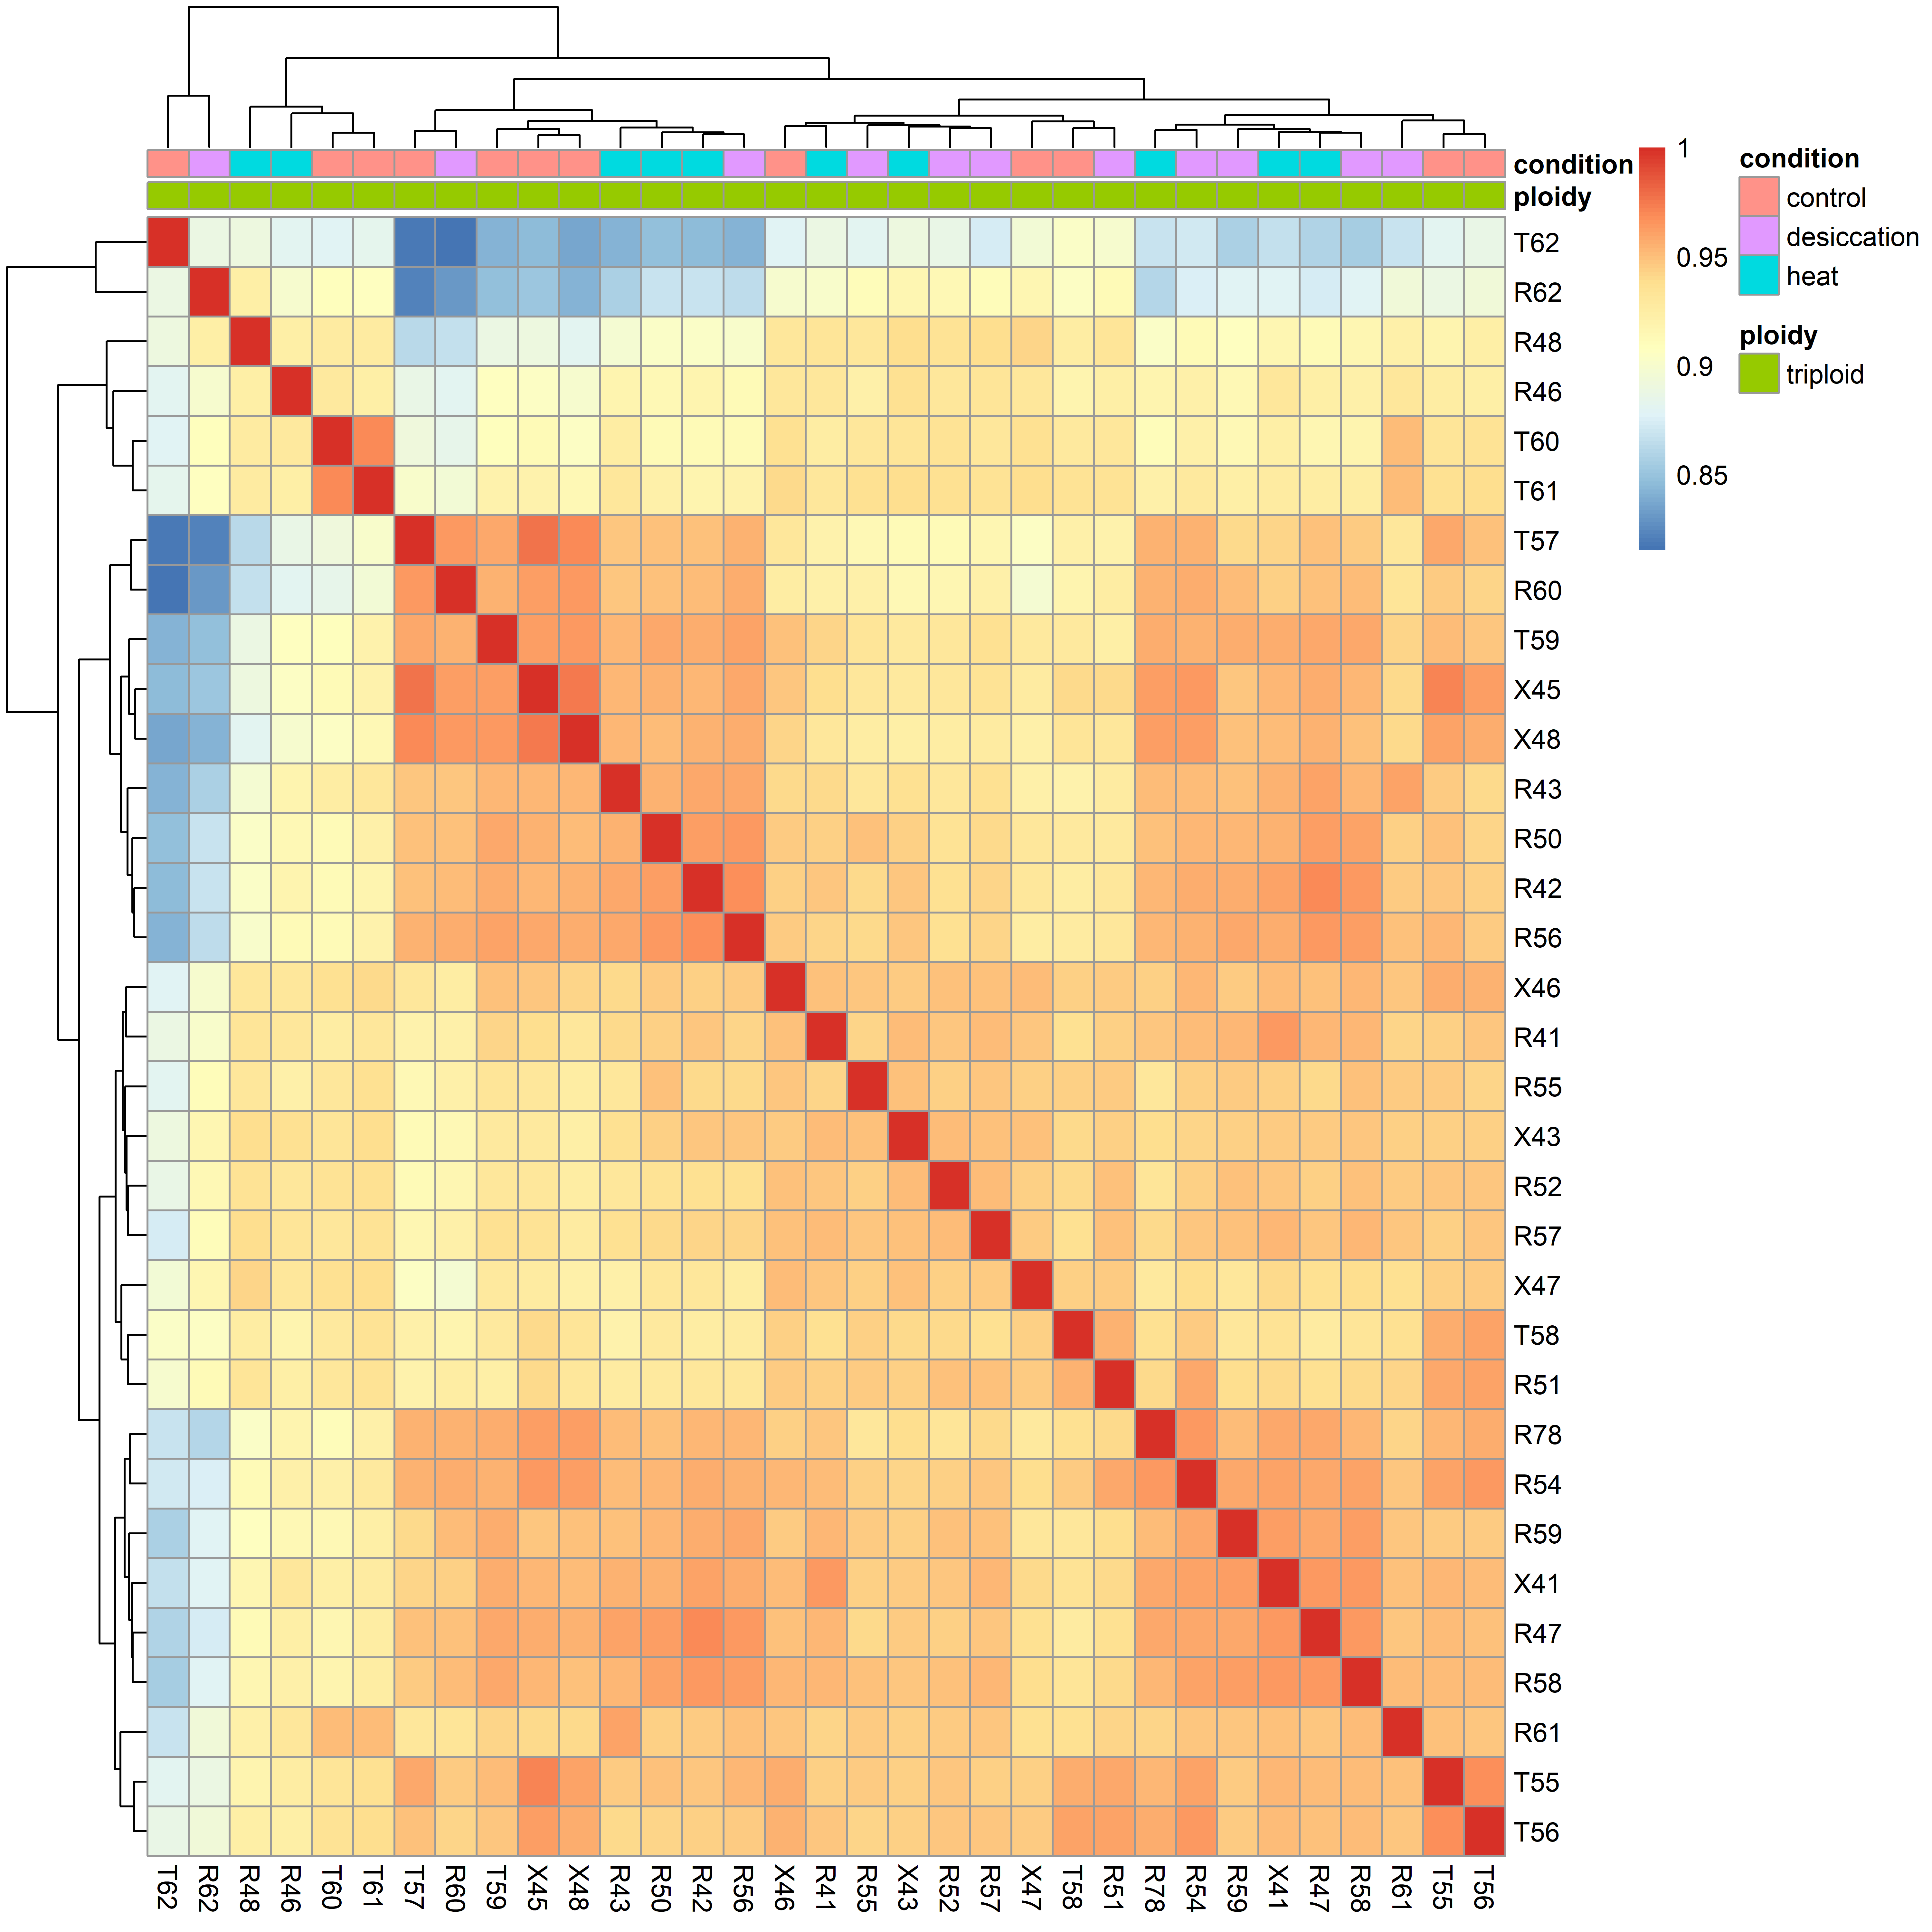 condition
ploidy
T62
R62
R48
R46
T60
T61
T57
R60
T59
X45
X48
R43
R50
R42
R56
X46
R41
R55
X43
R52
R57
X47
T58
R51
R78
R54
R59
X41
R47
R58
R61
T55
T56
T62 R62 R48 R46 T60 T61 T57 R60 T59 X45 X48 R43 R50 R42 R56 X46 R41 R55 X43 R52 R57 X47 T58 R51 R78 R54 R59 X41 R47 R58 R61 T55 T56
1
0.95
0.9
0.85
condition
control
desiccation
heat
ploidy
triploid